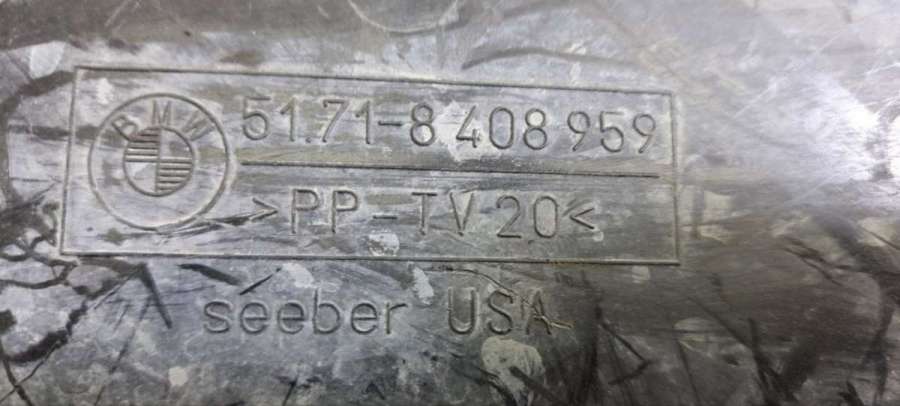 BMW
51.71-8 408 959
>PP-TV20<
seeber USA